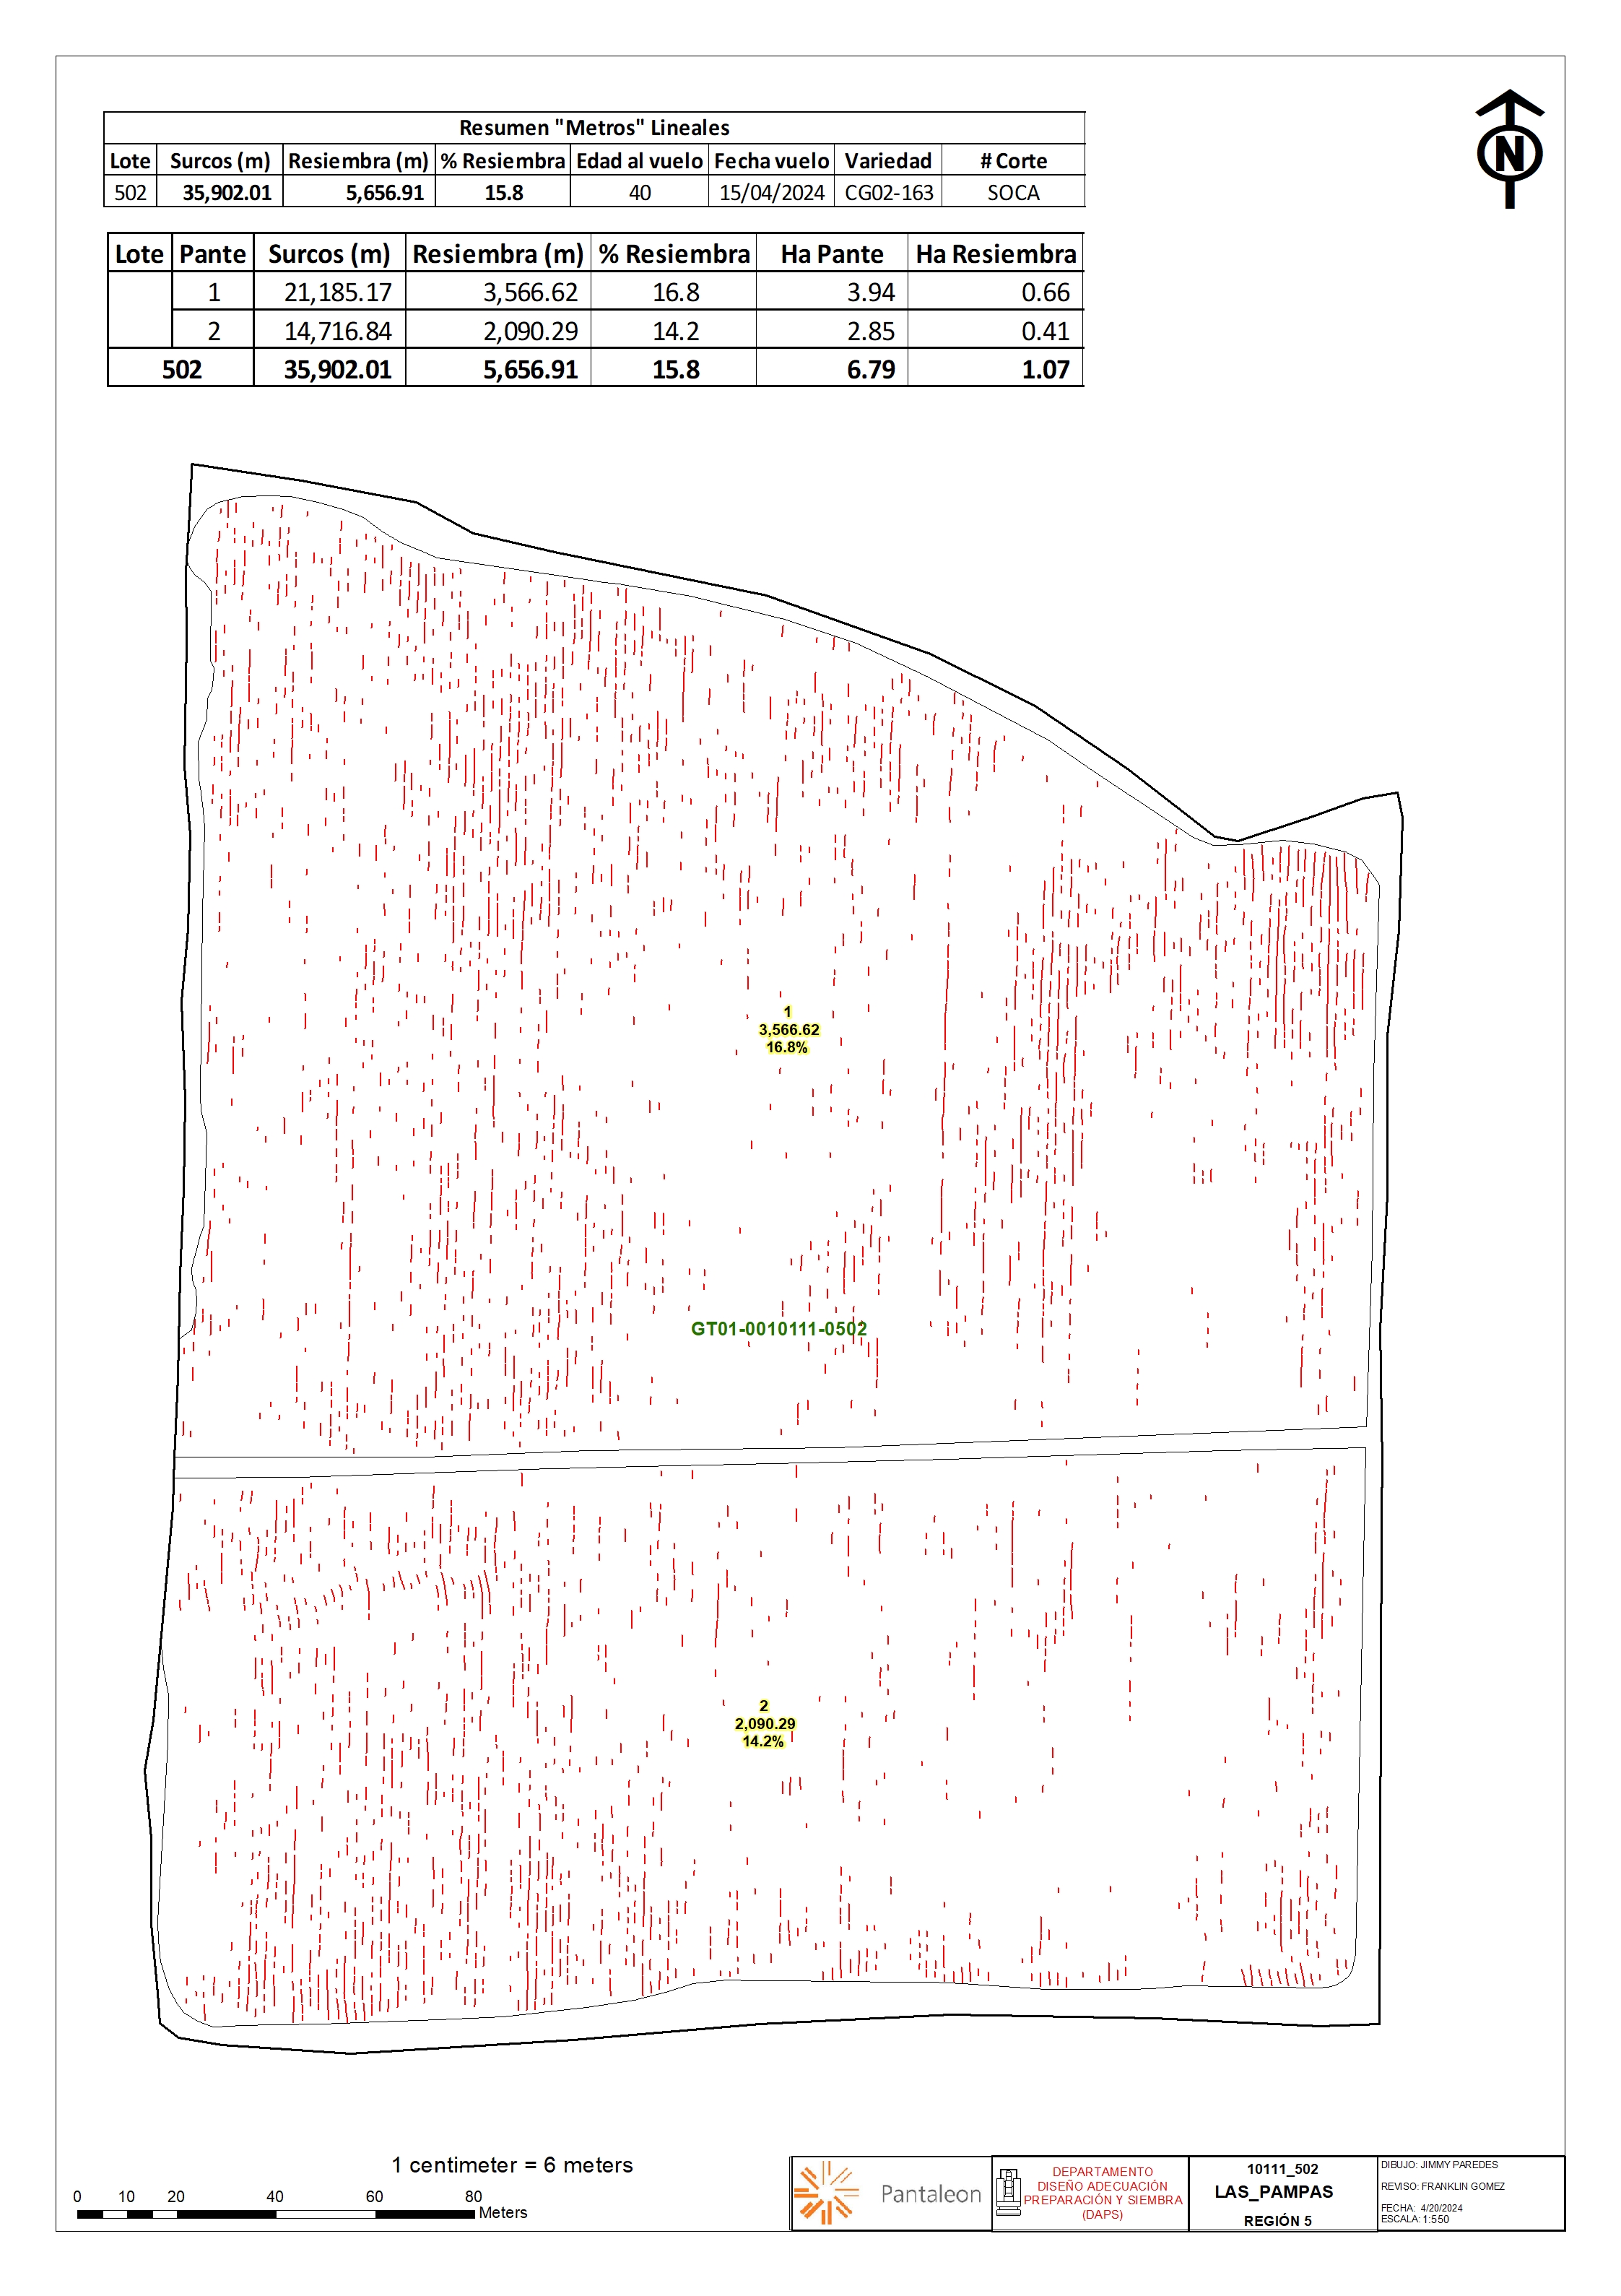 Resumen "Metros" Lineales
Lote Surcos (m) Resiembra (m) % Resiembra Edad al vuelo Fecha vuelo Variedad # Corte
502 35,902.01 5,656.91 15.8 40 15/04/2024 CG02-163 SOCA
Lote Pante Surcos (m) Resiembra (m) % Resiembra Ha Pante Ha Resiembra
1 21,185.17 3,566.62 16.8 3.94 0.66
2 14,716.84 2,090.29 14.2 2.85 0.41
502 35,902.01 5,656.91 15.8 6.79 1.07
N
1
3,566.62
16.8%
GT01-0010111-0502
2
2,090.29
14.2%
1 centimeter = 6 meters
0 10 20 40 60 80
Meters
Pantaleon
DEPARTAMENTO
DISEÑO ADECUACIÓN
PREPARACIÓN Y SIEMBRA
(DAPS)
10111_502
LAS_PAMPAS
REGIÓN 5
DIBUJO: JIMMY PAREDES
REVISO: FRANKLIN GOMEZ
FECHA: 4/20/2024
ESCALA: 1:550